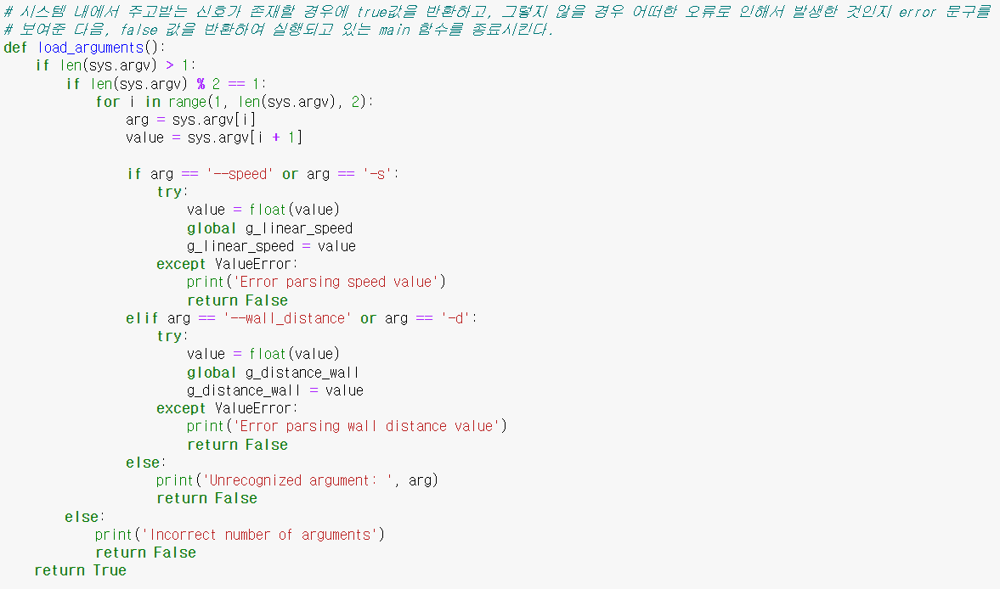 # 시스템 내에서 주고받는 신호가 존재할 경우에 true값을 반환하고, 그렇지 않을 경우 어떠한 오류로 인해서 발생한 것인지 error 문구를
# 보여준 다음, false 값을 반환하여 실행되고 있는 main 함수를 종료시킨다.
def load_arguments():
    if len(sys.argv) > 1:
        if len(sys.argv) % 2 == 1:
            for i in range(1, len(sys.argv), 2):
                arg = sys.argv[i]
                value = sys.argv[i + 1]

                if arg == '--speed' or arg == '-s':
                    try:
                        value = float(value)
                        global g_linear_speed
                        g_linear_speed = value
                    except ValueError:
                        print('Error parsing speed value')
                        return False
                elif arg == '--wall_distance' or arg == '-d':
                    try:
                        value = float(value)
                        global g_distance_wall
                        g_distance_wall = value
                    except ValueError:
                        print('Error parsing wall distance value')
                        return False
                else:
                    print('Unrecognized argument: ', arg)
                    return False
        else:
            print('Incorrect number of arguments')
            return False
    return True